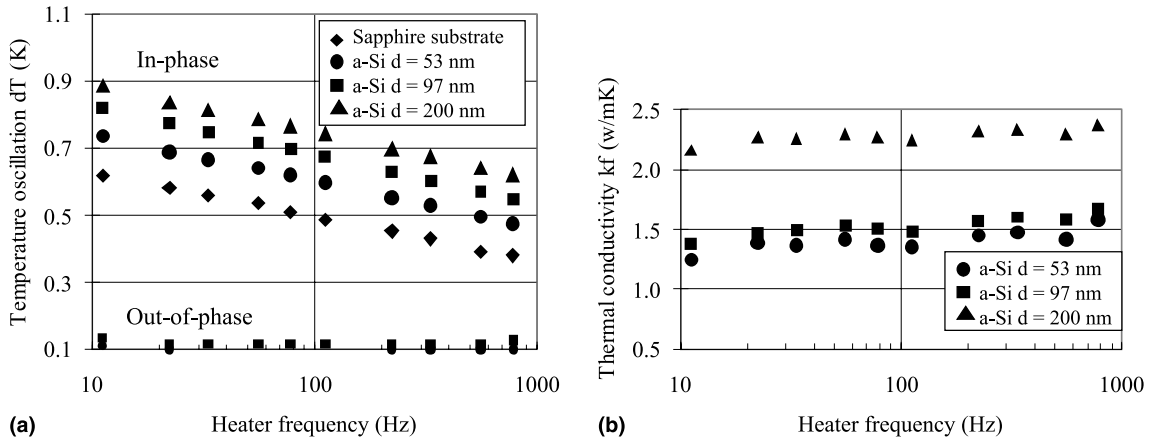 Temperature oscillation dT (K)
1.1
0.9
0.7
0.5
0.3
0.1
In-phase
Out-of-phase
Sapphire substrate
a-Si d = 53 nm
a-Si d = 97 nm
a-Si d = 200 nm
10
100
1000
(a)
Heater frequency (Hz)
Thermal conductivity kf (w/mK)
2.5
2.0
1.5
1.0
0.5
a-Si d = 53 nm
a-Si d = 97 nm
a-Si d = 200 nm
10
100
1000
(b)
Heater frequency (Hz)